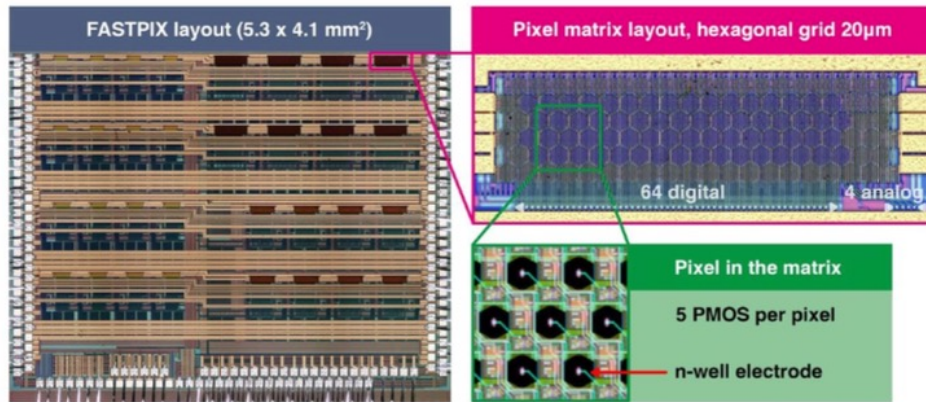 FASTPIX layout (5.3 x 4.1 mm²)
Pixel matrix layout, hexagonal grid 20μm
64 digital
4 analog
Pixel in the matrix
5 PMOS per pixel
n-well electrode